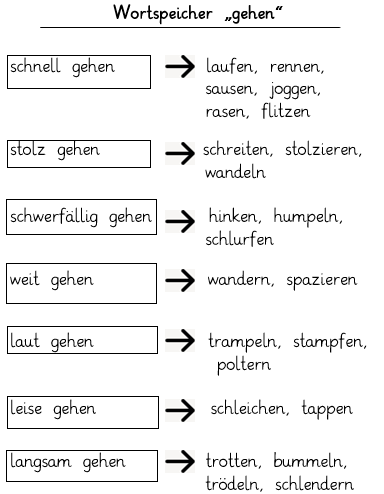 Wortspeicher „gehen“
schnell gehen → laufen, rennen,
sausen, joggen,
rasen, flitzen
stolz gehen → schreiten, stolzieren,
wandeln
schwerfällig gehen → hinken, humpeln,
schlurfen
weit gehen → wandern, spazieren
laut gehen → trampeln, stampfen,
poltern
leise gehen → schleichen, tappen
langsam gehen → trotten, bummeln,
trödeln, schlendern